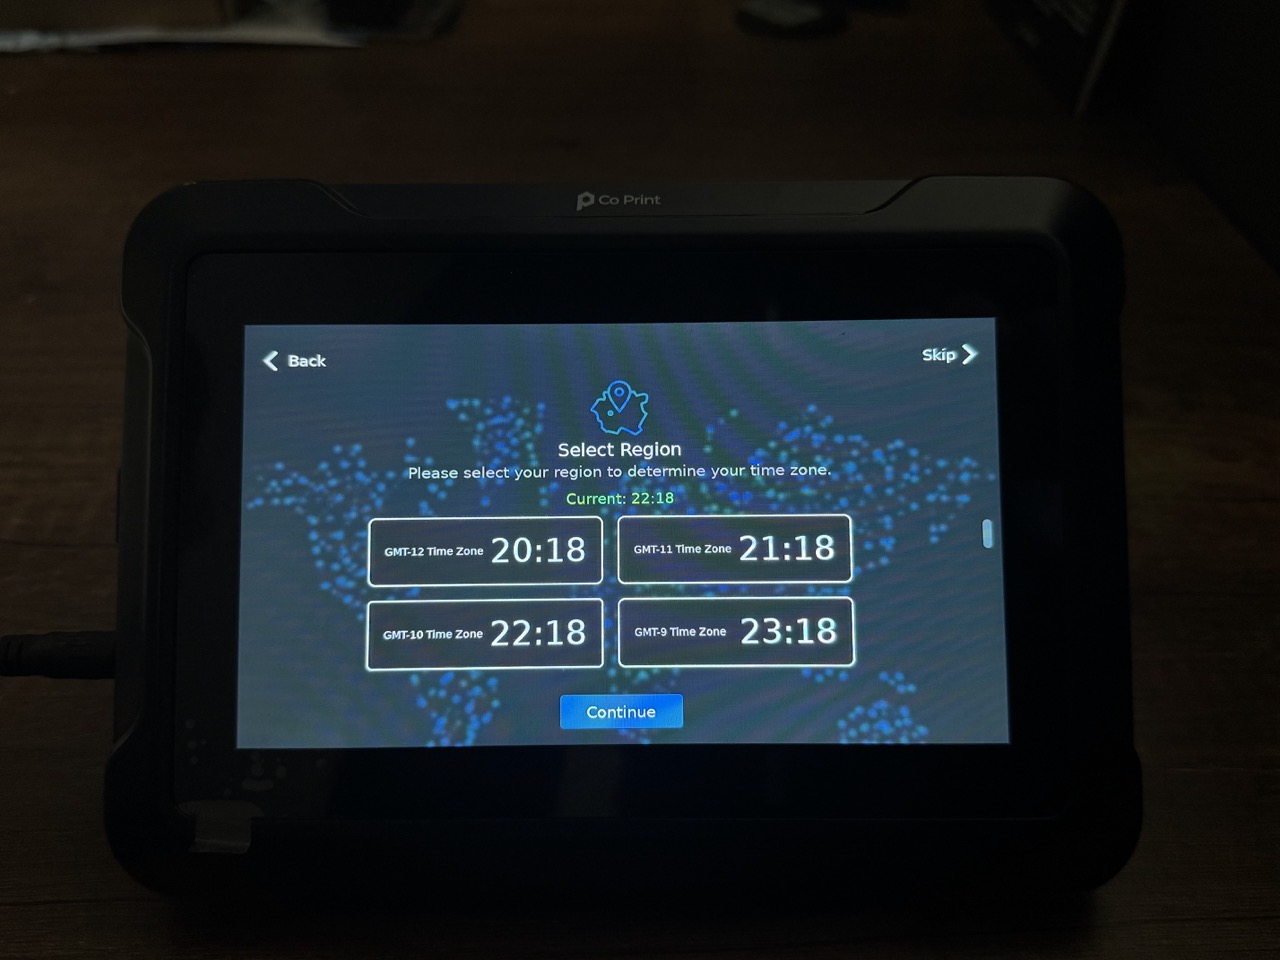 Co Print
Back
Skip
Select Region
Please select your region to determine your time zone.
Current: 22:18
GMT-12 Time Zone 20:18
GMT-11 Time Zone 21:18
GMT-10 Time Zone 22:18
GMT-9 Time Zone 23:18
Continue